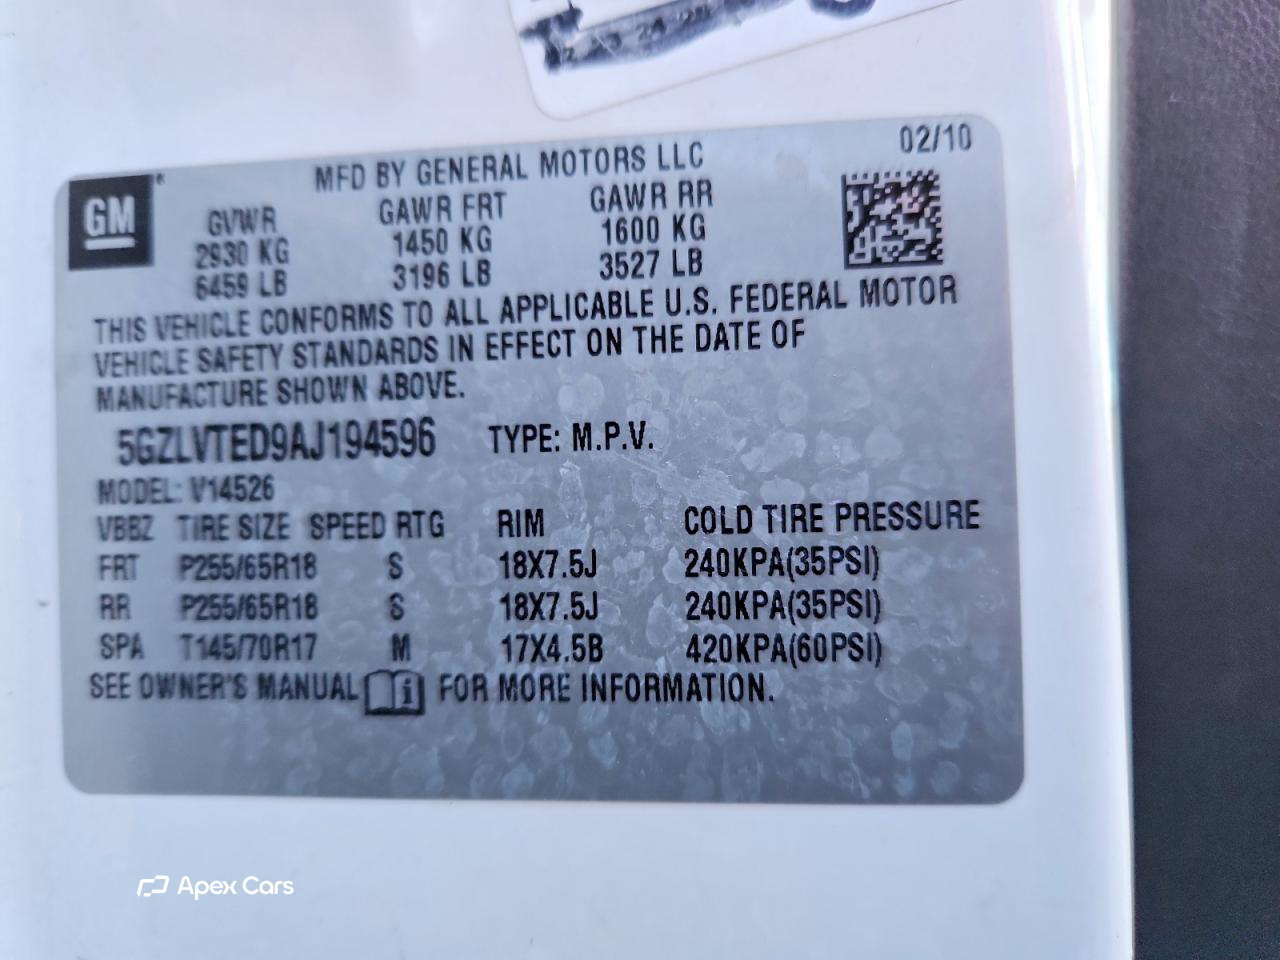 02/10
GM
MFD BY GENERAL MOTORS LLC
GVWR GAWR FRT GAWR RR
2930 KG 1450 KG 1600 KG
6459 LB 3196 LB 3527 LB
THIS VEHICLE CONFORMS TO ALL APPLICABLE U.S. FEDERAL MOTOR
VEHICLE SAFETY STANDARDS IN EFFECT ON THE DATE OF
MANUFACTURE SHOWN ABOVE.
5GZLVTED9AJ194596 TYPE: M.P.V.
MODEL: V14526
VBBZ TIRE SIZE SPEED RTG RIM COLD TIRE PRESSURE
FRT P255/65R18 S 18X7.5J 240KPA(35PSI)
RR P255/65R18 S 18X7.5J 240KPA(35PSI)
SPA T145/70R17 M 17X4.5B 420KPA(60PSI)
SEE OWNER'S MANUAL i FOR MORE INFORMATION.
Apex Cars